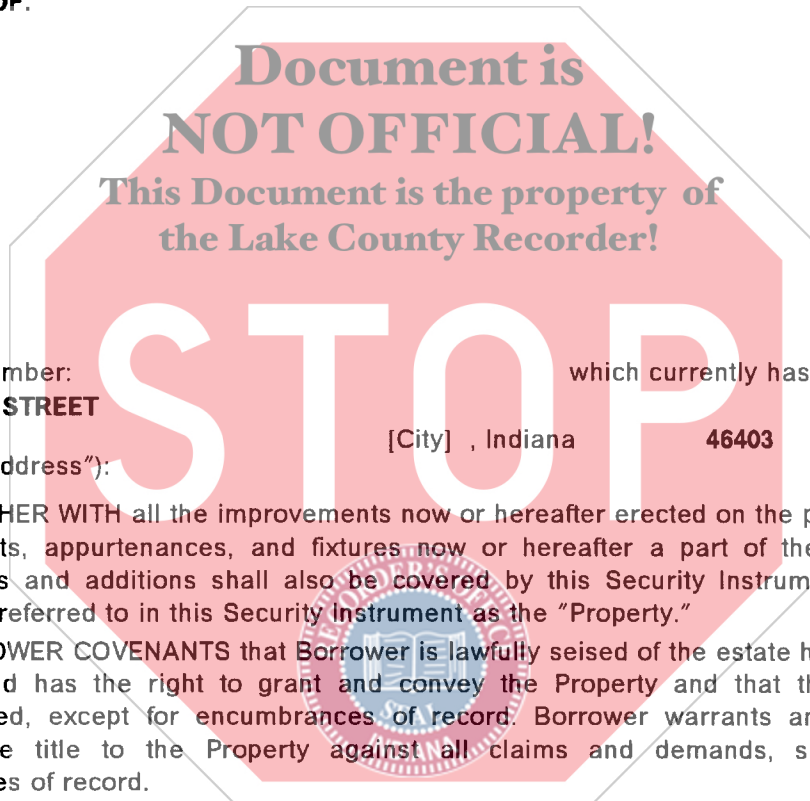 OF.
Document is
NOT OFFICIAL!
This Document is the property of
the Lake County Recorder!
STOP
mber: which currently has
STREET
[City] , Indiana 46403
ddress"):
HER WITH all the improvements now or hereafter erected on the p
ts, appurtenances, and fixtures now or hereafter a part of the
s and additions shall also be covered by this Security Instrum
referred to in this Security Instrument as the "Property."
OWER COVENANTS that Borrower is lawfully seised of the estate h
d has the right to grant and convey the Property and that th
ed, except for encumbrances of record. Borrower warrants an
e title to the Property against all claims and demands, s
es of record.
RECORDER'S
SEAL
INDIANA